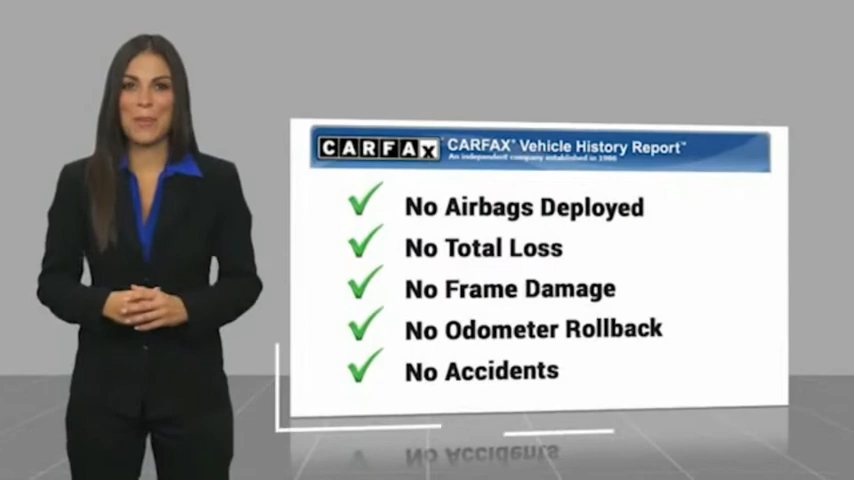 CARFAX CARFAX® Vehicle History Report™
An independent company established in 1986
No Airbags Deployed
No Total Loss
No Frame Damage
No Odometer Rollback
No Accidents
No Accidents